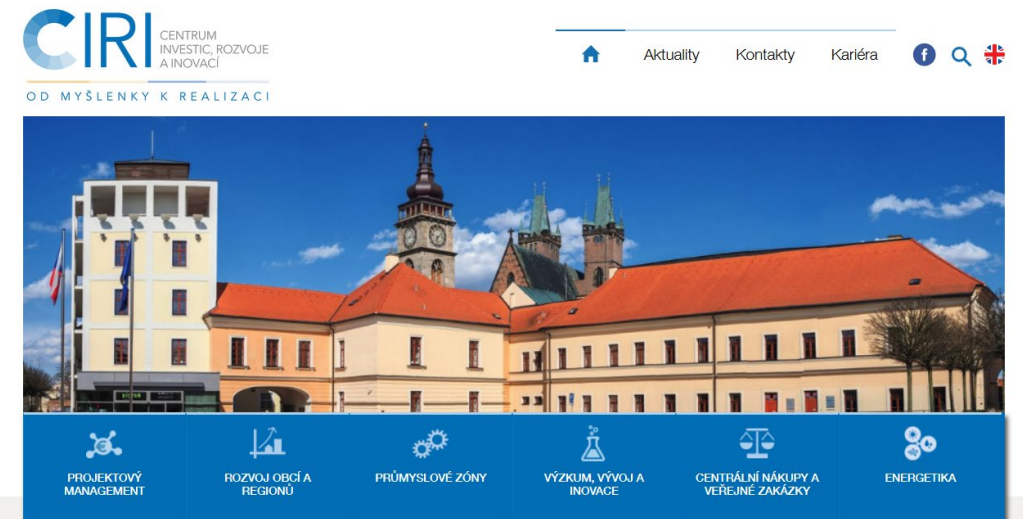 CIRI
CENTRUM
INVESTIC, ROZVOJE
A INOVACÍ
OD MYŠLENKY K REALIZACI
Aktuality Kontakty Kariéra
f
PROJEKTOVÝ
MANAGEMENT
ROZVOJ OBCÍ A
REGIONŮ
PRŮMYSLOVÉ ZÓNY
VÝZKUM, VÝVOJ A
INOVACE
CENTRÁLNÍ NÁKUPY A
VEŘEJNÉ ZAKÁZKY
ENERGETIKA